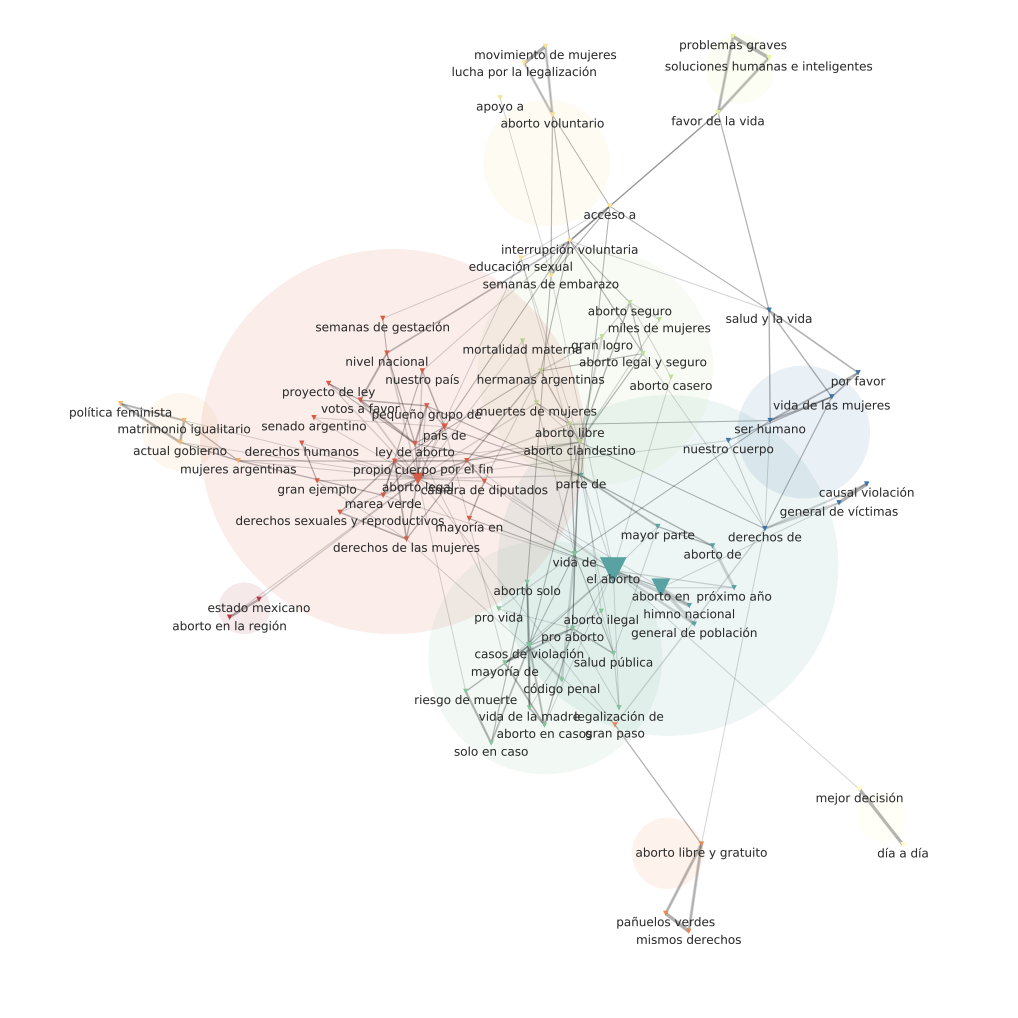 problemas graves
movimiento de mujeres
soluciones humanas e inteligentes
lucha por la legalización
apoyo a
favor de la vida
aborto voluntario
acceso a
interrupción voluntaria
educación sexual
semanas de embarazo
aborto seguro
salud y la vida
semanas de gestación
miles de mujeres
gran logro
mortalidad materna
nivel nacional
aborto legal y seguro
nuestro país
hermanas argentinas
por favor
aborto casero
proyecto de ley
vida de las mujeres
votos a favor
política feminista
pequeño grupo de
muertes de mujeres
senado argentino
matrimonio igualitario
ser humano
aborto libre
país de
actual gobierno
derechos humanos
ley de aborto
aborto clandestino
nuestro cuerpo
mujeres argentinas
propio cuerpo
por el fin
parte de
aborto legal
gran ejemplo
cámara de diputados
causal violación
marea verde
general de víctimas
derechos sexuales y reproductivos
mayoría en
mayor parte
derechos de
derechos de las mujeres
aborto de
vida de
el aborto
aborto solo
aborto en
próximo año
estado mexicano
himno nacional
pro vida
aborto ilegal
aborto en la región
general de población
pro aborto
casos de violación
salud pública
mayoría de
código penal
riesgo de muerte
vida de la madre
legalización de
aborto en casos
gran paso
solo en caso
mejor decisión
aborto libre y gratuito
día a día
pañuelos verdes
mismos derechos